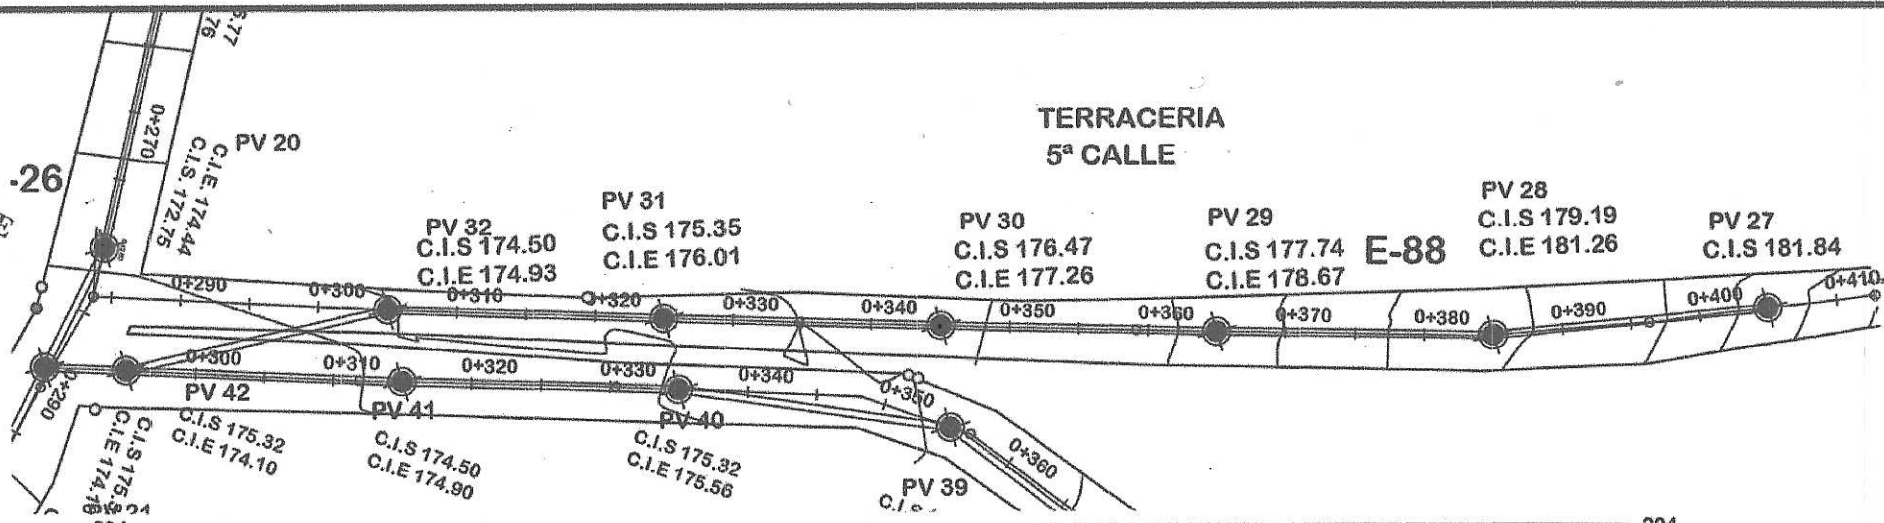 TERRACERIA
5ª CALLE
0+270
C.I.E. 174.44
C.I.S. 172.75
PV 20
-26
PV 32
C.I.S 174.50
C.I.E 174.93
PV 31
C.I.S 175.35
C.I.E 176.01
PV 30
C.I.S 176.47
C.I.E 177.26
PV 29
C.I.S 177.74
C.I.E 178.67
E-88
PV 28
C.I.S 179.19
C.I.E 181.26
PV 27
C.I.S 181.84
0+290
0+300
0+310
0+320
0+330
0+340
0+350
0+360
0+370
0+380
0+390
0+400
0+410
0+290
0+300
0+310
0+320
0+330
0+340
0+350
0+360
PV 42
C.I.S 175.32
C.I.E 174.10
PV 41
C.I.S 174.50
C.I.E 174.90
PV 40
C.I.S 175.32
C.I.E 175.56
PV 39